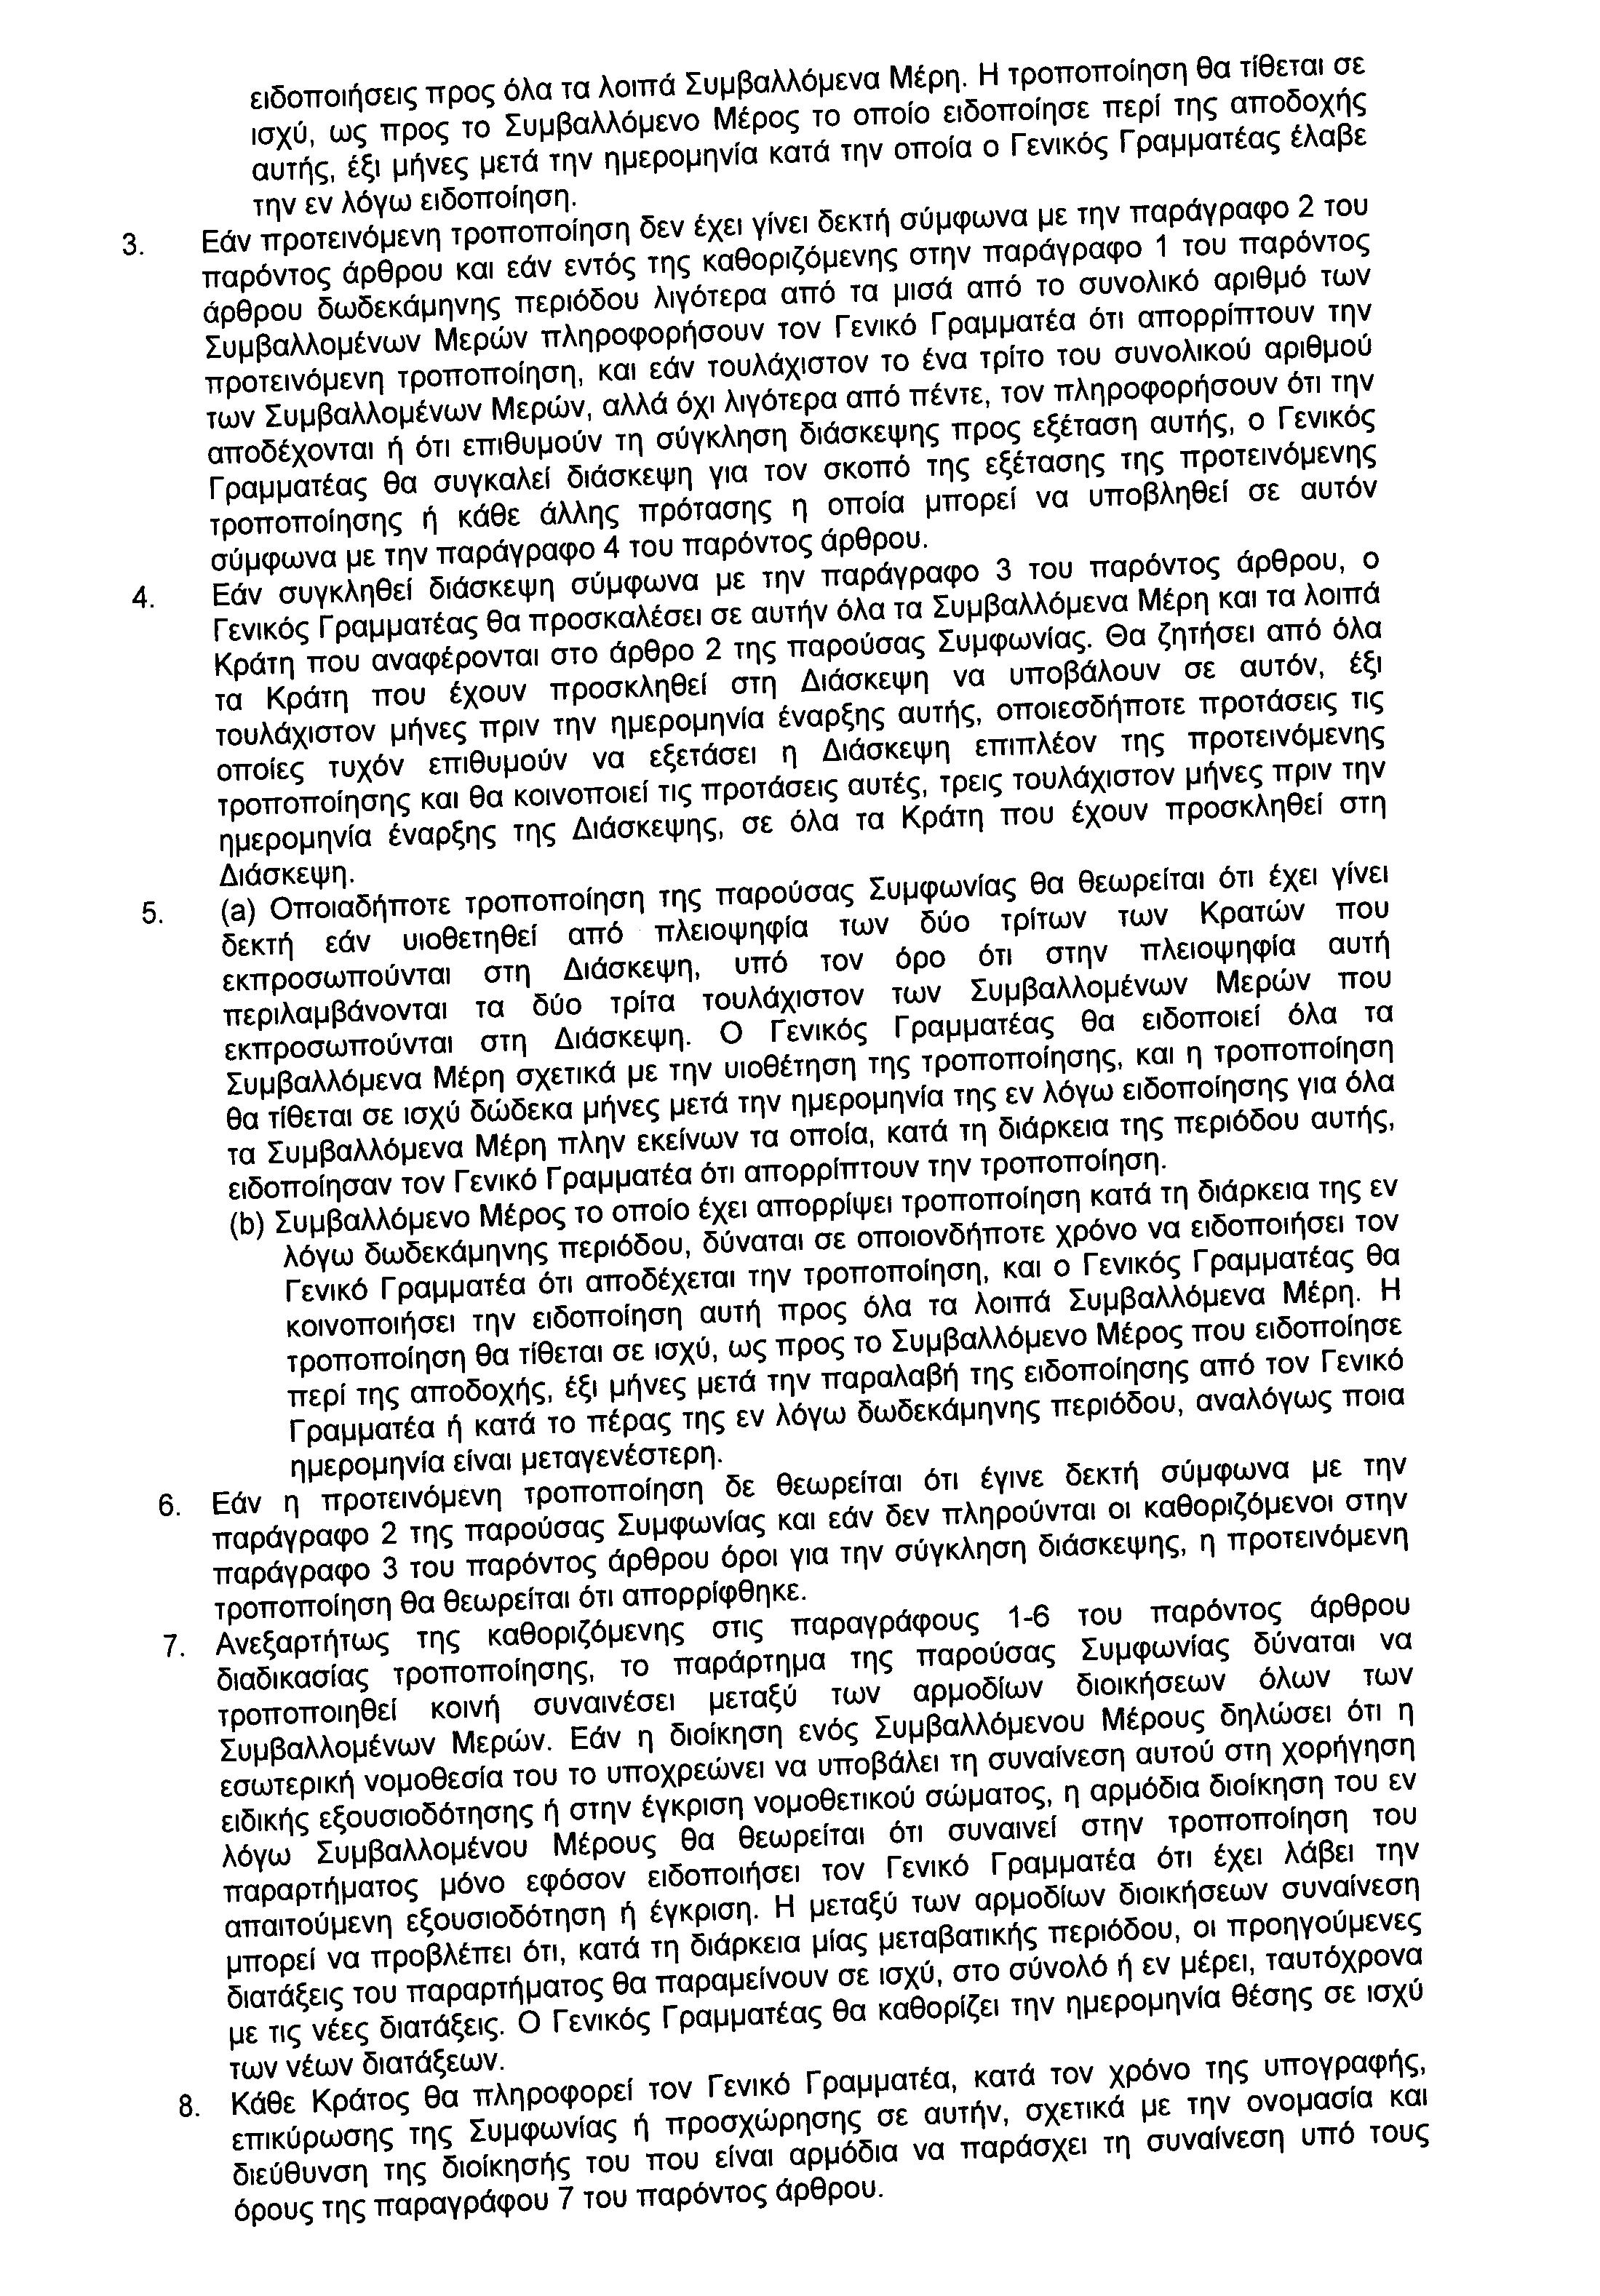 ειδοποιήσεις προς όλα τα λοιπά Συμβαλλόμενα Μέρη. Η τροποποίηση θα τίθεται σε
ισχύ, ως προς το Συμβαλλόμενο Μέρος το οποίο ειδοποίησε περί της αποδοχής
αυτής, έξι μήνες μετά την ημερομηνία κατά την οποία ο Γενικός Γραμματέας έλαβε
την εν λόγω ειδοποίηση.
3. Εάν προτεινόμενη τροποποίηση δεν έχει γίνει δεκτή σύμφωνα με την παράγραφο 2 του
παρόντος άρθρου και εάν εντός της καθοριζόμενης στην παράγραφο 1 του παρόντος
άρθρου δωδεκάμηνης περιόδου λιγότερα από τα μισά από το συνολικό αριθμό των
Συμβαλλομένων Μερών πληροφορήσουν τον Γενικό Γραμματέα ότι απορρίπτουν την
προτεινόμενη τροποποίηση, και εάν τουλάχιστον το ένα τρίτο του συνολικού αριθμού
των Συμβαλλομένων Μερών, αλλά όχι λιγότερα από πέντε, τον πληροφορήσουν ότι την
αποδέχονται ή ότι επιθυμούν τη σύγκληση διάσκεψης προς εξέταση αυτής, ο Γενικός
Γραμματέας θα συγκαλεί διάσκεψη για τον σκοπό της εξέτασης της προτεινόμενης
τροποποίησης ή κάθε άλλης πρότασης η οποία μπορεί να υποβληθεί σε αυτόν
σύμφωνα με την παράγραφο 4 του παρόντος άρθρου.
4. Εάν συγκληθεί διάσκεψη σύμφωνα με την παράγραφο 3 του παρόντος άρθρου, ο
Γενικός Γραμματέας θα προσκαλέσει σε αυτήν όλα τα Συμβαλλόμενα Μέρη και τα λοιπά
Κράτη που αναφέρονται στο άρθρο 2 της παρούσας Συμφωνίας. Θα ζητήσει από όλα
τα Κράτη που έχουν προσκληθεί στη Διάσκεψη να υποβάλουν σε αυτόν, έξι
τουλάχιστον μήνες πριν την ημερομηνία έναρξης αυτής, οποιεσδήποτε προτάσεις τις
οποίες τυχόν επιθυμούν να εξετάσει η Διάσκεψη επιπλέον της προτεινόμενης
τροποποίησης και θα κοινοποιεί τις προτάσεις αυτές, τρεις τουλάχιστον μήνες πριν την
ημερομηνία έναρξης της Διάσκεψης, σε όλα τα Κράτη που έχουν προσκληθεί στη
Διάσκεψη.
5. (a) Οποιαδήποτε τροποποίηση της παρούσας Συμφωνίας θα θεωρείται ότι έχει γίνει
δεκτή εάν υιοθετηθεί από πλειοψηφία των δύο τρίτων των Κρατών που
εκπροσωπούνται στη Διάσκεψη, υπό τον όρο ότι στην πλειοψηφία αυτή
περιλαμβάνονται τα δύο τρίτα τουλάχιστον των Συμβαλλομένων Μερών που
εκπροσωπούνται στη Διάσκεψη. Ο Γενικός Γραμματέας θα ειδοποιεί όλα τα
Συμβαλλόμενα Μέρη σχετικά με την υιοθέτηση της τροποποίησης, και η τροποποίηση
θα τίθεται σε ισχύ δώδεκα μήνες μετά την ημερομηνία της εν λόγω ειδοποίησης για όλα
τα Συμβαλλόμενα Μέρη πλην εκείνων τα οποία, κατά τη διάρκεια της περιόδου αυτής,
ειδοποίησαν τον Γενικό Γραμματέα ότι απορρίπτουν την τροποποίηση.
(b) Συμβαλλόμενο Μέρος το οποίο έχει απορρίψει τροποποίηση κατά τη διάρκεια της εν
λόγω δωδεκάμηνης περιόδου, δύναται σε οποιονδήποτε χρόνο να ειδοποιήσει τον
Γενικό Γραμματέα ότι αποδέχεται την τροποποίηση, και ο Γενικός Γραμματέας θα
κοινοποιήσει την ειδοποίηση αυτή προς όλα τα λοιπά Συμβαλλόμενα Μέρη. Η
τροποποίηση θα τίθεται σε ισχύ, ως προς το Συμβαλλόμενο Μέρος που ειδοποίησε
περί της αποδοχής, έξι μήνες μετά την παραλαβή της ειδοποίησης από τον Γενικό
Γραμματέα ή κατά το πέρας της εν λόγω δωδεκάμηνης περιόδου, αναλόγως ποια
ημερομηνία είναι μεταγενέστερη.
6. Εάν η προτεινόμενη τροποποίηση δε θεωρείται ότι έγινε δεκτή σύμφωνα με την
παράγραφο 2 της παρούσας Συμφωνίας και εάν δεν πληρούνται οι καθοριζόμενοι στην
παράγραφο 3 του παρόντος άρθρου όροι για την σύγκληση διάσκεψης, η προτεινόμενη
τροποποίηση θα θεωρείται ότι απορρίφθηκε.
7. Ανεξαρτήτως της καθοριζόμενης στις παραγράφους 1-6 του παρόντος άρθρου
διαδικασίας τροποποίησης, το παράρτημα της παρούσας Συμφωνίας δύναται να
τροποποιηθεί κοινή συναινέσει μεταξύ των αρμοδίων διοικήσεων όλων των
Συμβαλλομένων Μερών. Εάν η διοίκηση ενός Συμβαλλόμενου Μέρους δηλώσει ότι η
εσωτερική νομοθεσία του το υποχρεώνει να υποβάλει τη συναίνεση αυτού στη χορήγηση
ειδικής εξουσιοδότησης ή στην έγκριση νομοθετικού σώματος, η αρμόδια διοίκηση του εν
λόγω Συμβαλλομένου Μέρους θα θεωρείται ότι συναινεί στην τροποποίηση του
παραρτήματος μόνο εφόσον ειδοποιήσει τον Γενικό Γραμματέα ότι έχει λάβει την
απαιτούμενη εξουσιοδότηση ή έγκριση. Η μεταξύ των αρμοδίων διοικήσεων συναίνεση
μπορεί να προβλέπει ότι, κατά τη διάρκεια μίας μεταβατικής περιόδου, οι προηγούμενες
διατάξεις του παραρτήματος θα παραμείνουν σε ισχύ, στο σύνολό ή εν μέρει, ταυτόχρονα
με τις νέες διατάξεις. Ο Γενικός Γραμματέας θα καθορίζει την ημερομηνία θέσης σε ισχύ
των νέων διατάξεων.
8. Κάθε Κράτος θα πληροφορεί τον Γενικό Γραμματέα, κατά τον χρόνο της υπογραφής,
επικύρωσης της Συμφωνίας ή προσχώρησης σε αυτήν, σχετικά με την ονομασία και
διεύθυνση της διοίκησής του που είναι αρμόδια να παράσχει τη συναίνεση υπό τους
όρους της παραγράφου 7 του παρόντος άρθρου.